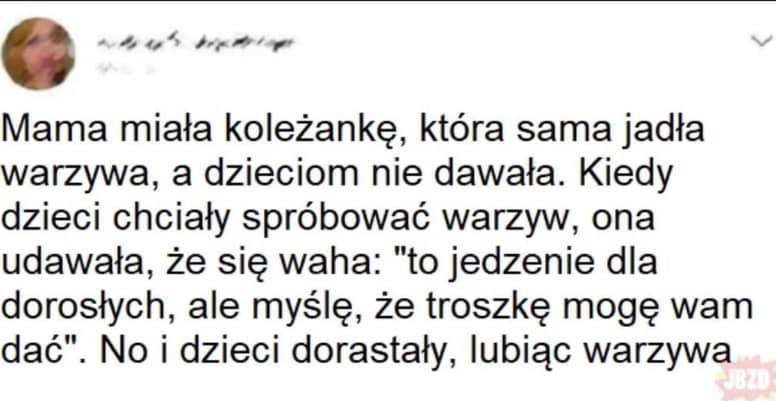 Mama miała koleżankę, która sama jadła
warzywa, a dzieciom nie dawała. Kiedy
dzieci chciały spróbować warzyw, ona
udawała, że się waha: "to jedzenie dla
dorosłych, ale myślę, że troszkę mogę wam
dać". No i dzieci dorastały, lubiąc warzywa
JBZD